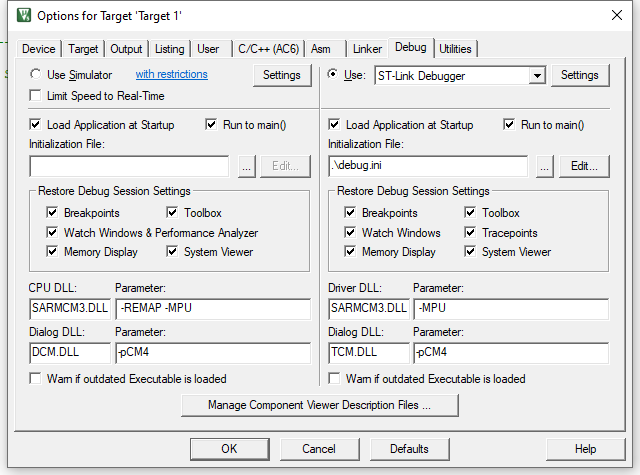 Options for Target 'Target 1'
Device Target Output Listing User C/C++ (AC6) Asm Linker Debug Utilities
Use Simulator with restrictions Settings Use: ST-Link Debugger Settings
Limit Speed to Real-Time
Load Application at Startup Run to main() Load Application at Startup Run to main()
Initialization File: Initialization File:
... Edit... .\debug.ini ... Edit...
Restore Debug Session Settings Restore Debug Session Settings
Breakpoints Toolbox Breakpoints Toolbox
Watch Windows & Performance Analyzer Watch Windows Tracepoints
Memory Display System Viewer Memory Display System Viewer
CPU DLL: Parameter: Driver DLL: Parameter:
SARMCM3.DLL -REMAP -MPU SARMCM3.DLL -MPU
Dialog DLL: Parameter: Dialog DLL: Parameter:
DCM.DLL -pCM4 TCM.DLL -pCM4
Warn if outdated Executable is loaded Warn if outdated Executable is loaded
Manage Component Viewer Description Files ...
OK Cancel Defaults Help